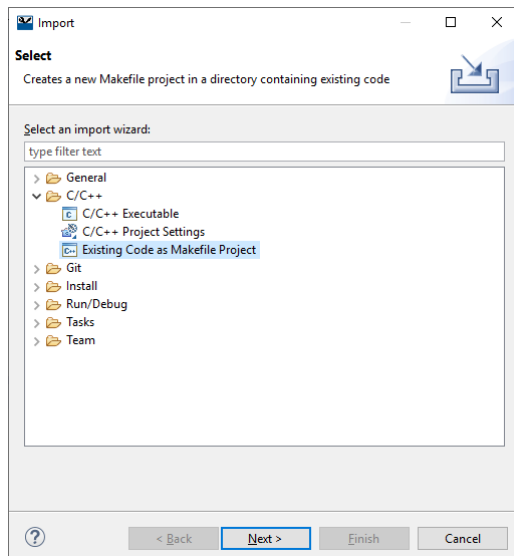 Import
Select
Creates a new Makefile project in a directory containing existing code
Select an import wizard:
type filter text
General
C/C++
C/C++ Executable
C/C++ Project Settings
Existing Code as Makefile Project
Git
Install
Run/Debug
Tasks
Team
< Back Next > Finish Cancel